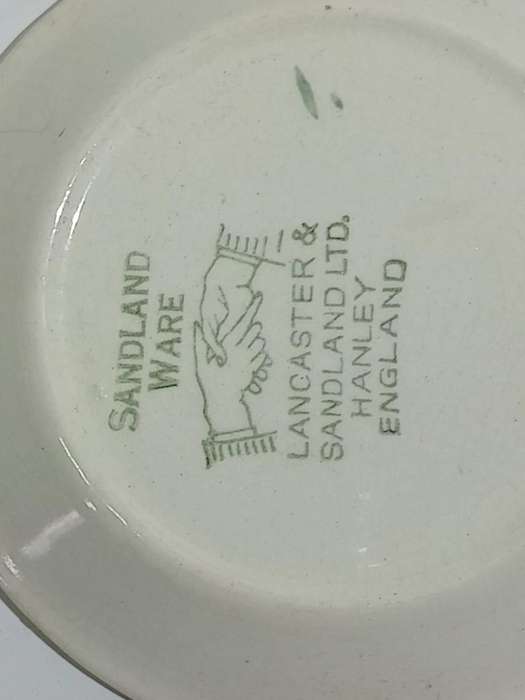 SANDLAND
WARE
LANCASTER &
SANDLAND LTD.
HANLEY
ENGLAND